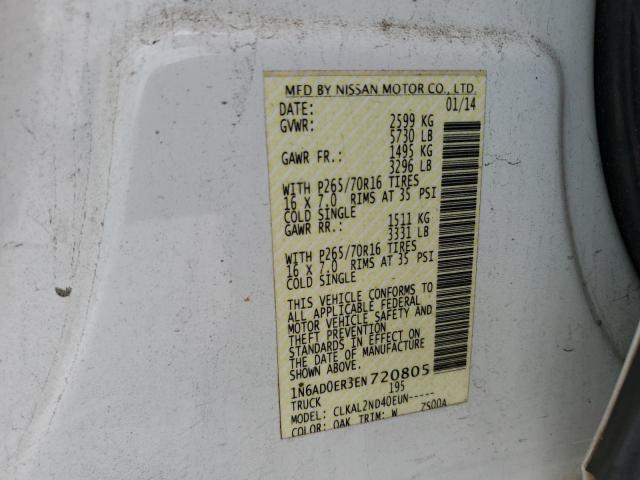 MFD BY NISSAN MOTOR CO., LTD.
DATE: 01/14
GVWR: 2599 KG
5730 LB
GAWR FR.: 1495 KG
3296 LB
WITH P265/70R16 TIRES
16 X 7.0 RIMS AT 35 PSI
COLD SINGLE
GAWR RR.: 1511 KG
3331 LB
WITH P265/70R16 TIRES
16 X 7.0 RIMS AT 35 PSI
COLD SINGLE
THIS VEHICLE CONFORMS TO
ALL APPLICABLE FEDERAL
MOTOR VEHICLE SAFETY AND
THEFT PREVENTION
STANDARDS IN EFFECT ON
THE DATE OF MANUFACTURE
SHOWN ABOVE.
1N6AD0ER3EN720805
TRUCK 195
MODEL: CLKAL2ND40EUN-----
COLOR: QAK TRIM: W ZS00A